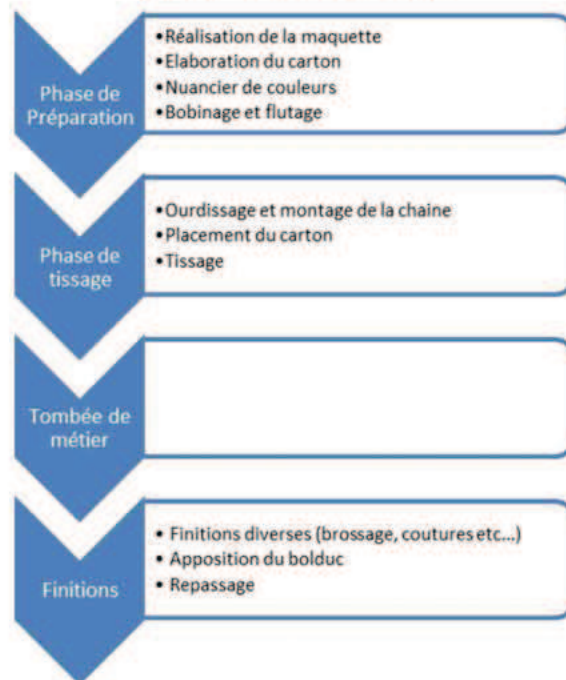 Phase de
Préparation
•Réalisation de la maquette
•Elaboration du carton
•Nuancier de couleurs
•Bobinage et flutage
Phase de
tissage
•Ourdissage et montage de la chaine
•Placement du carton
•Tissage
Tombée de
métier
Finitions
• Finitions diverses (brossage, coutures etc...)
• Apposition du bolduc
• Repassage